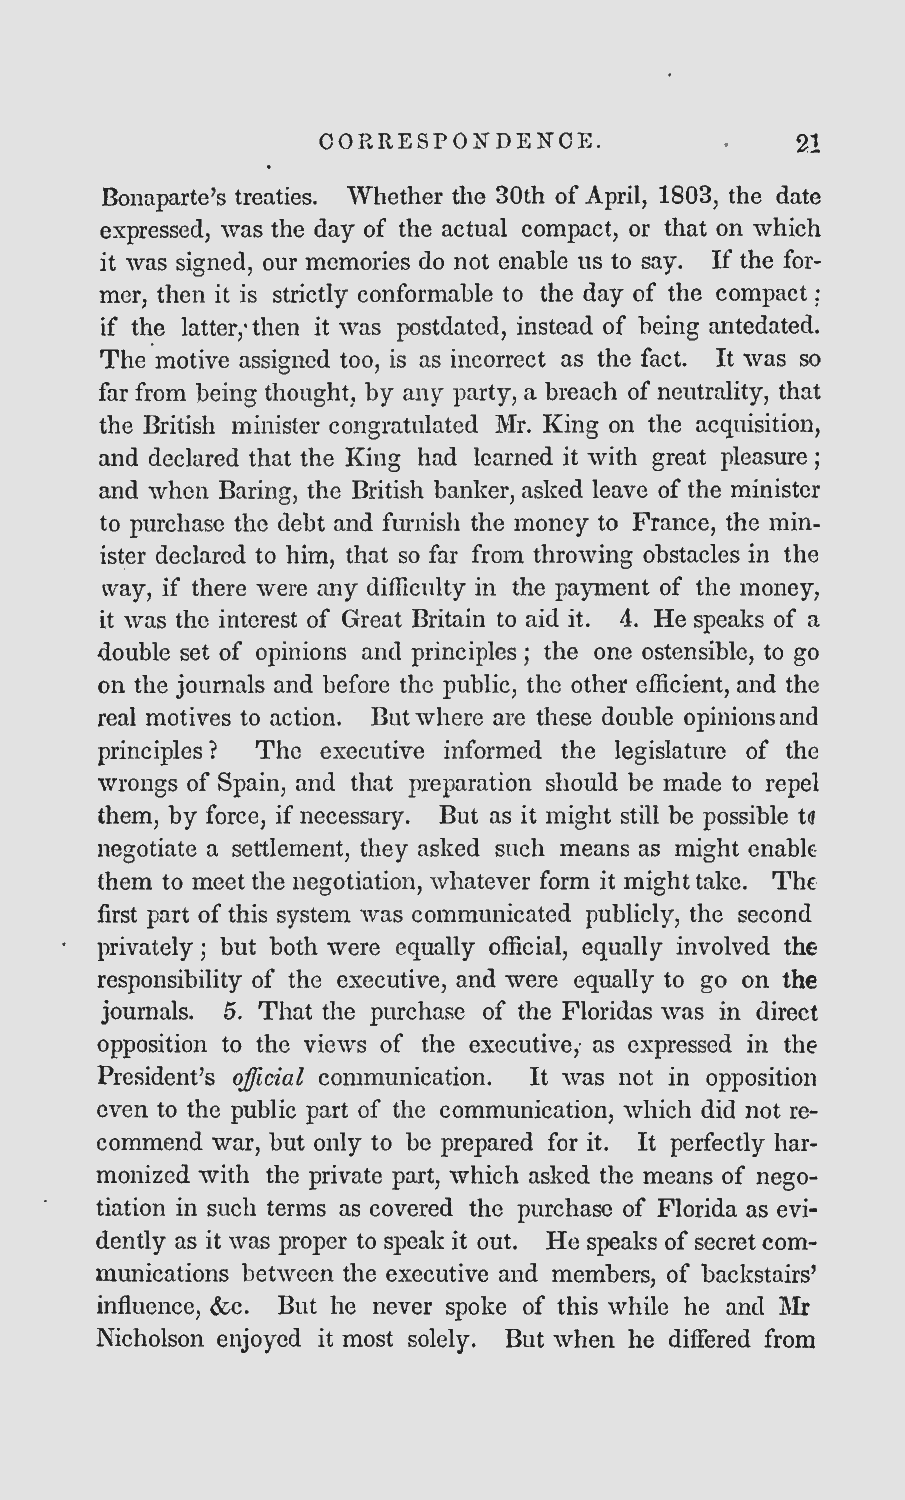 CORRESPONDENCE. 21
Bonaparte's treaties. Whether the 30th of April, 1803, the date
expressed, was the day of the actual compact, or that on which
it was signed, our memories do not enable us to say. If the for-
mer, then it is strictly conformable to the day of the compact;
if the latter, then it was postdated, instead of being antedated.
The motive assigned too, is as incorrect as the fact. It was so
far from being thought, by any party, a breach of neutrality, that
the British minister congratulated Mr. King on the acquisition,
and declared that the King had learned it with great pleasure;
and when Baring, the British banker, asked leave of the minister
to purchase the debt and furnish the money to France, the min-
ister declared to him, that so far from throwing obstacles in the
way, if there were any difficulty in the payment of the money,
it was the interest of Great Britain to aid it. 4. He speaks of a
double set of opinions and principles; the one ostensible, to go
on the journals and before the public, the other efficient, and the
real motives to action. But where are these double opinions and
principles? The executive informed the legislature of the
wrongs of Spain, and that preparation should be made to repel
them, by force, if necessary. But as it might still be possible to
negotiate a settlement, they asked such means as might enable
them to meet the negotiation, whatever form it might take. The
first part of this system was communicated publicly, the second
privately; but both were equally official, equally involved the
responsibility of the executive, and were equally to go on the
journals. 5. That the purchase of the Floridas was in direct
opposition to the views of the executive, as expressed in the
President's official communication. It was not in opposition
even to the public part of the communication, which did not re-
commend war, but only to be prepared for it. It perfectly har-
monized with the private part, which asked the means of nego-
tiation in such terms as covered the purchase of Florida as evi-
dently as it was proper to speak it out. He speaks of secret com-
munications between the executive and members, of backstairs'
influence, &c. But he never spoke of this while he and Mr
Nicholson enjoyed it most solely. But when he differed from